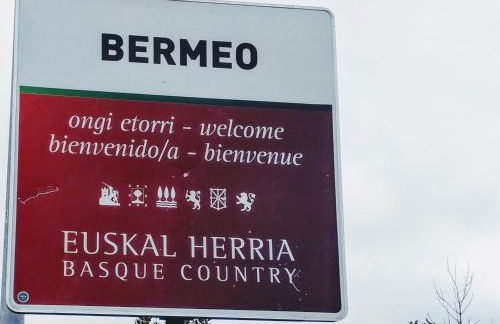 BERMEO
ongi etorri - welcome
bienvenido/a - bienvenue
EUSKAL HERRIA
BASQUE COUNTRY